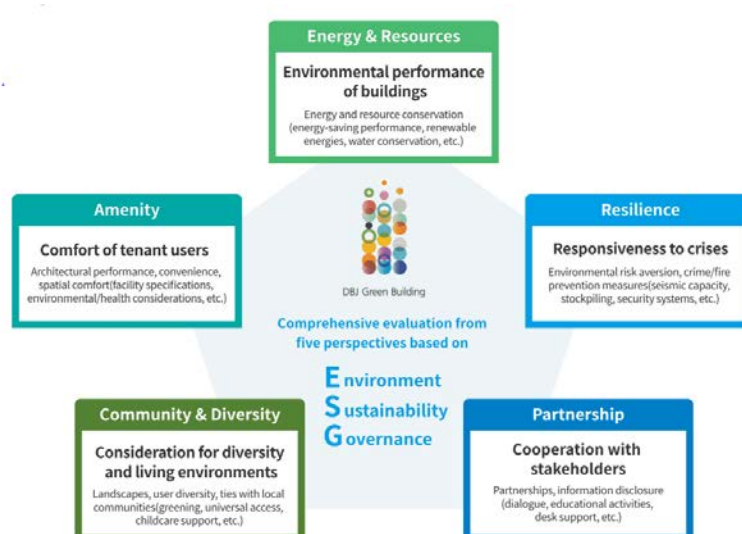 Energy & Resources
Environmental performance
of buildings
Energy and resource conservation
(energy-saving performance, renewable
energies, water conservation, etc.)
Amenity
Comfort of tenant users
Architectural performance, convenience,
spatial comfort(facility specifications,
environmental/health considerations, etc.)
DBJ Green Building
Resilience
Responsiveness to crises
Environmental risk aversion, crime/fire
prevention measures(seismic capacity,
stockpiling, security systems, etc.)
Comprehensive evaluation from
five perspectives based on
Environment
Sustainability
Governance
Community & Diversity
Consideration for diversity
and living environments
Landscapes, user diversity, ties with local
communities(greening, universal access,
childcare support, etc.)
Partnership
Cooperation with
stakeholders
Partnerships, information disclosure
(dialogue, educational activities,
desk support, etc.)